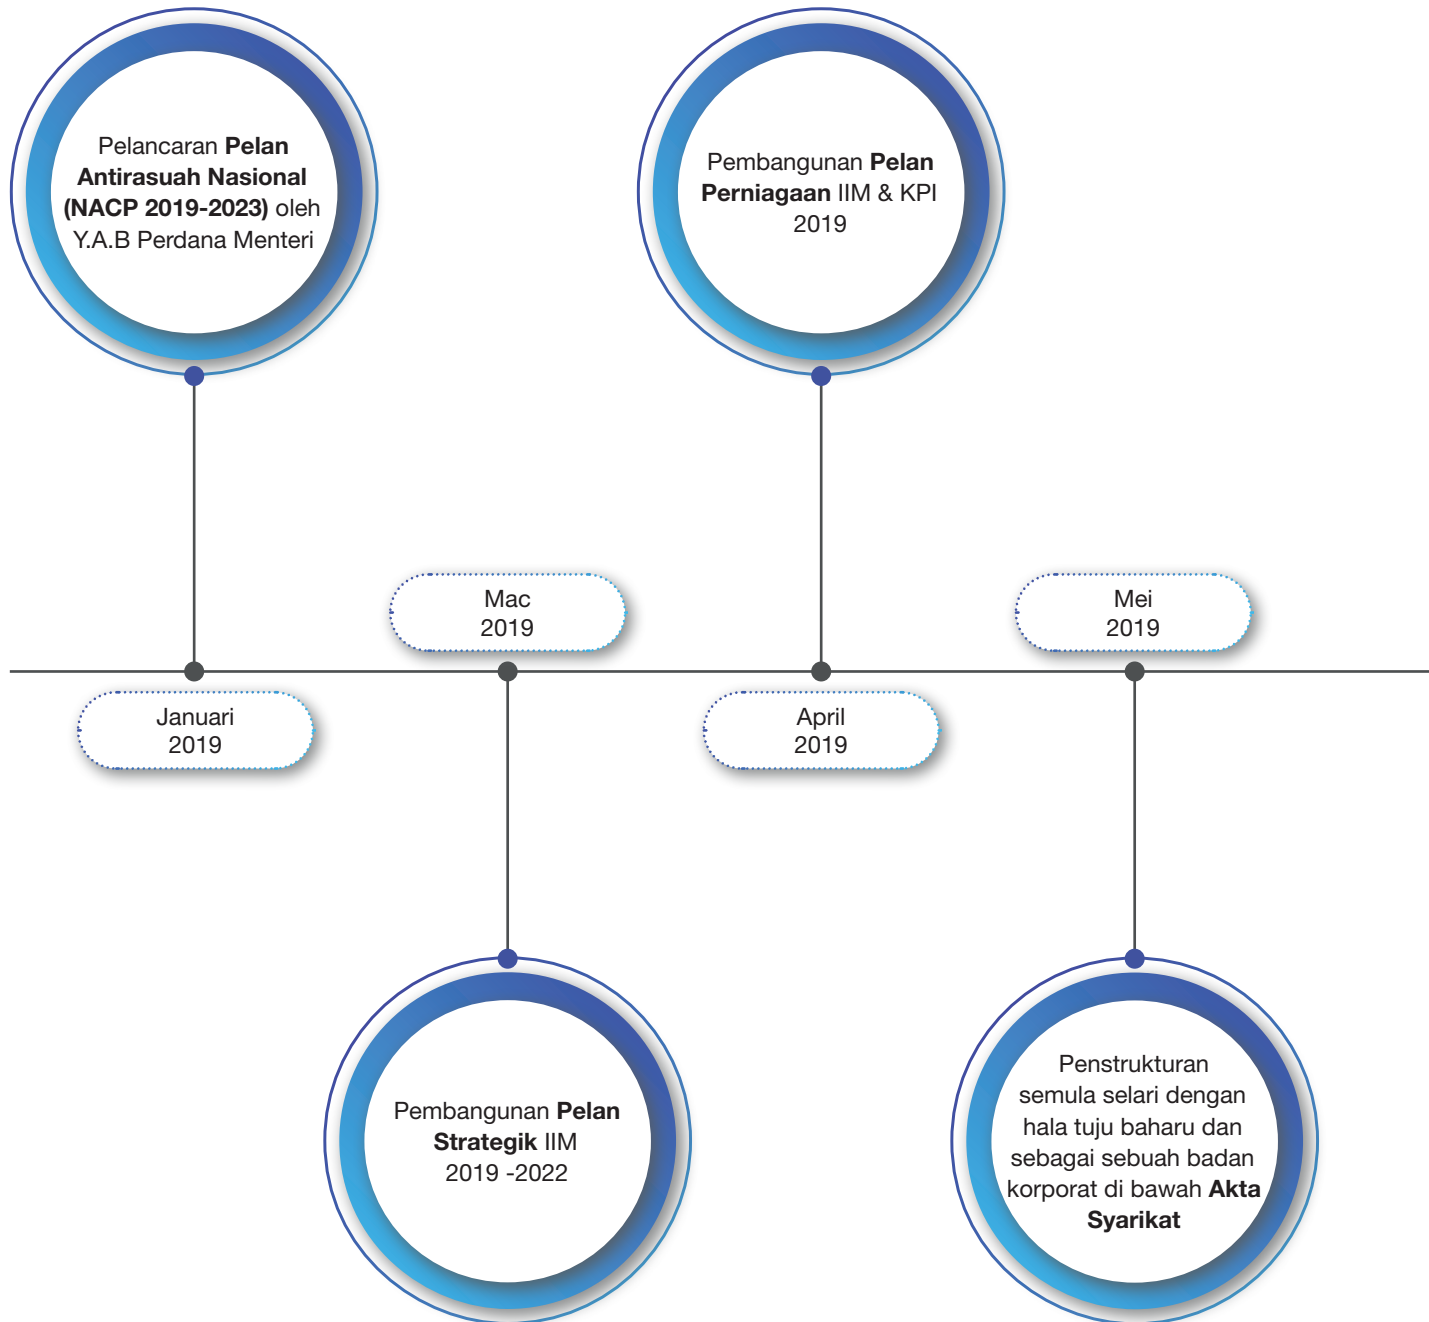 Pelancaran Pelan
Antirasuah Nasional
(NACP 2019-2023) oleh
Y.A.B Perdana Menteri
Pembangunan Pelan
Perniagaan IIM & KPI
2019
Mac
2019
Mei
2019
Januari
2019
April
2019
Pembangunan Pelan
Strategik IIM
2019 -2022
Penstrukturan
semula selari dengan
hala tuju baharu dan
sebagai sebuah badan
korporat di bawah Akta
Syarikat